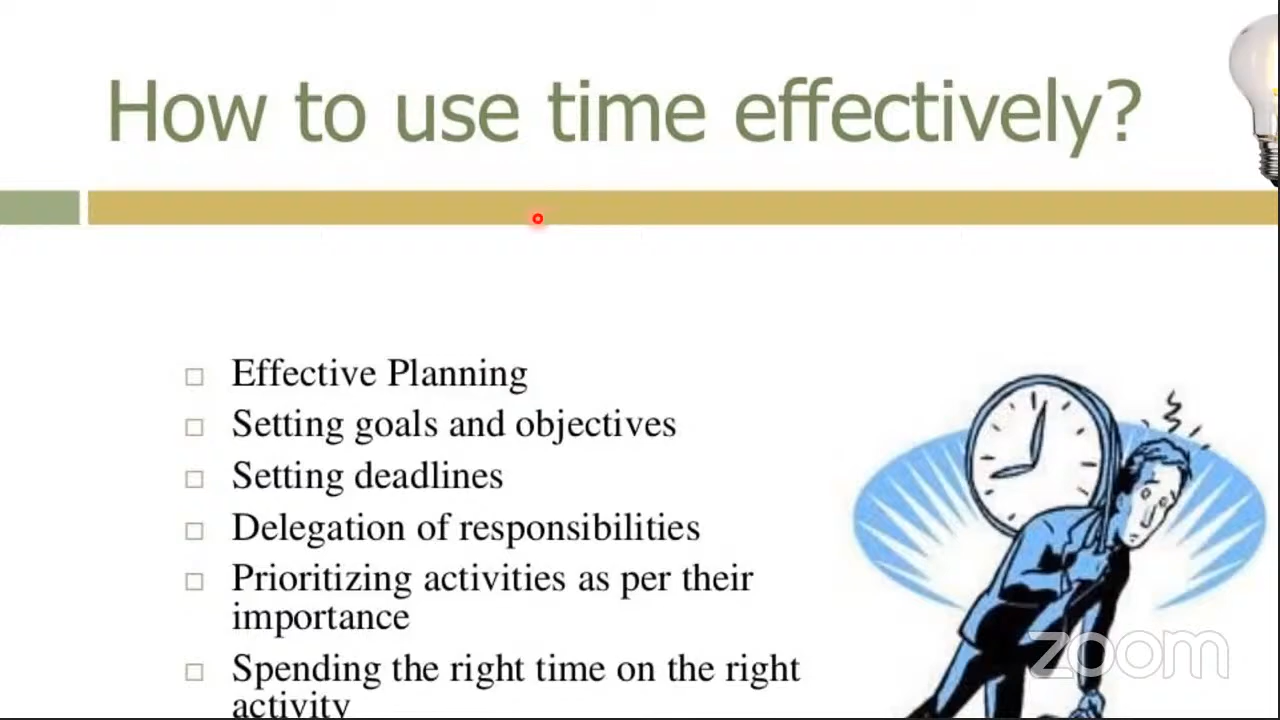 How to use time effectively?
Effective Planning
Setting goals and objectives
Setting deadlines
Delegation of responsibilities
Prioritizing activities as per their
importance
Spending the right time on the right
activity
zoom